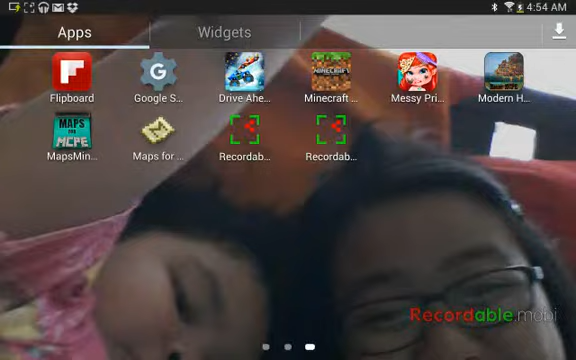 4:54 AM
Apps Widgets
Flipboard Google S... Drive Ahe... Minecraft ... Messy Pri... Modern H...
MAPS FOR MCPE
MapsMin... Maps for ... Recordab... Recordab...
Recordable.mobi